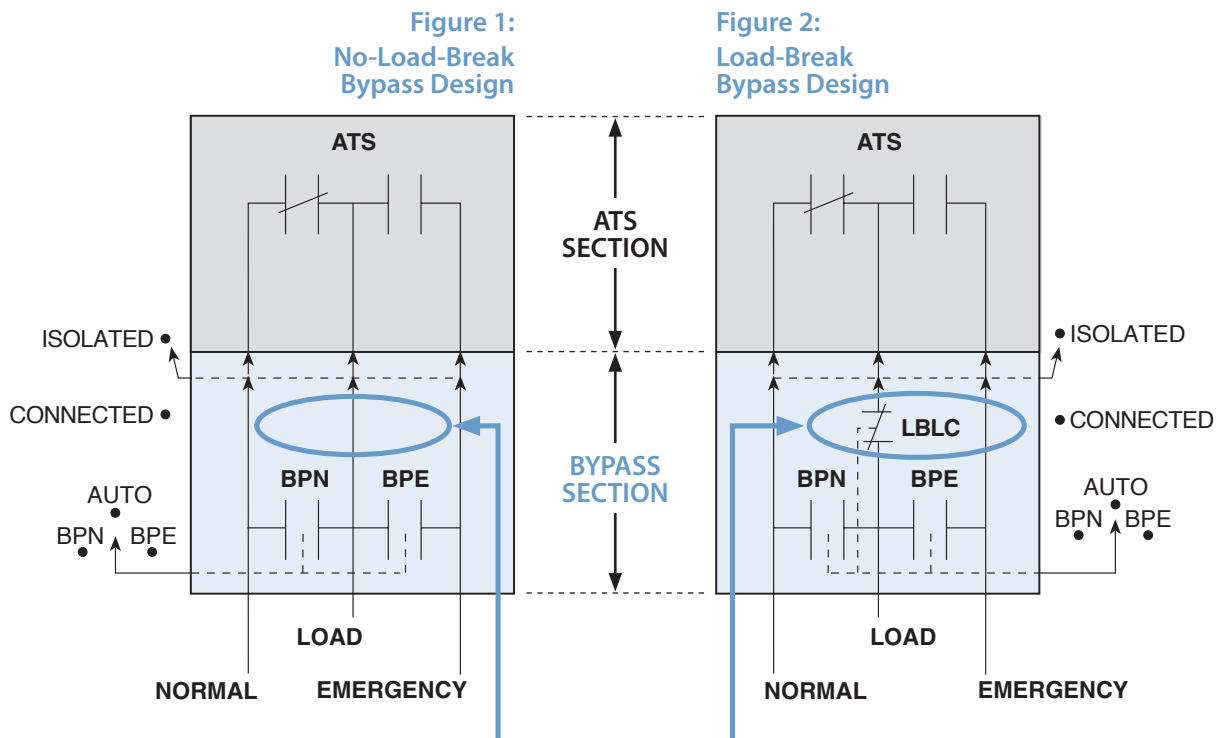 Figure 1:
No-Load-Break
Bypass Design
Figure 2:
Load-Break
Bypass Design
ATS
ATS
ATS
SECTION
ISOLATED
ISOLATED
CONNECTED
CONNECTED
LBLC
BYPASS
SECTION
BPN
BPE
BPN
BPE
AUTO
BPN
BPE
AUTO
BPN
BPE
LOAD
LOAD
NORMAL
EMERGENCY
NORMAL
EMERGENCY